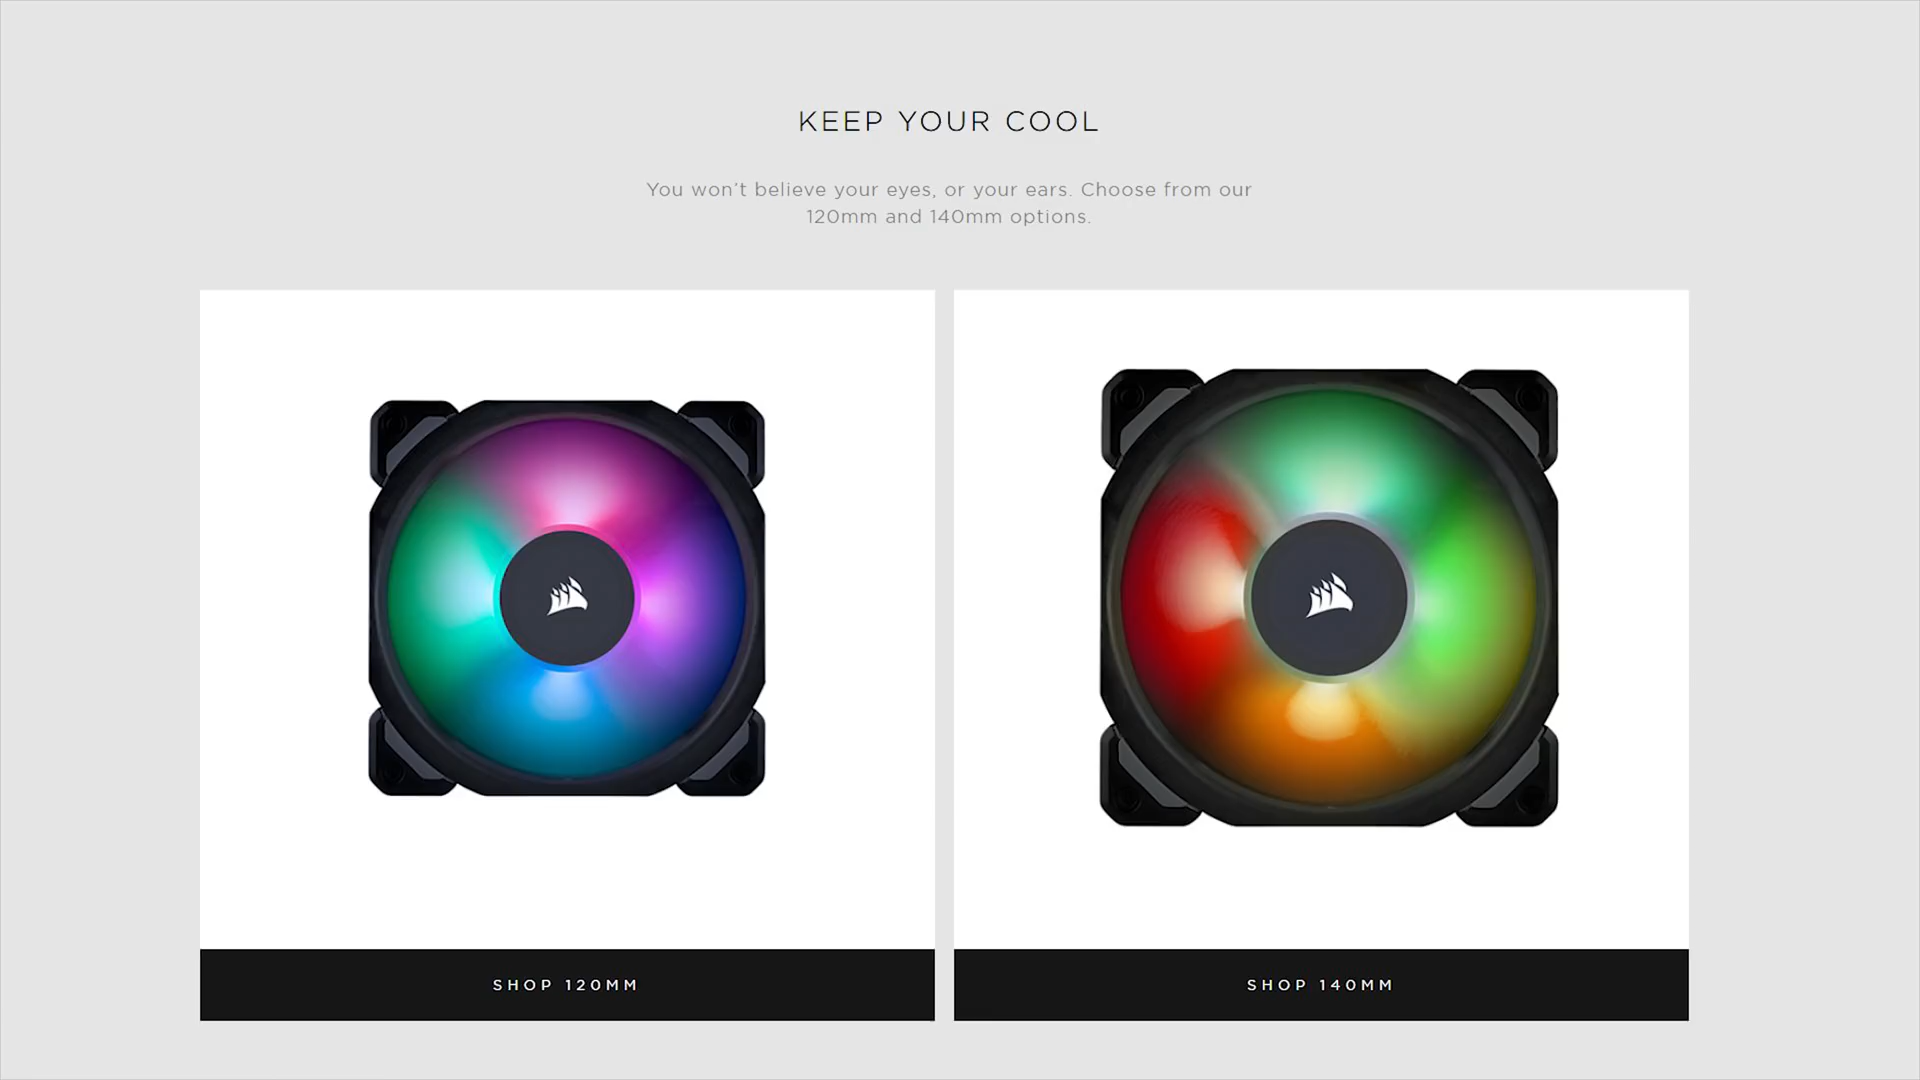 KEEP YOUR COOL
You won’t believe your eyes, or your ears. Choose from our
120mm and 140mm options.
SHOP 120MM
SHOP 140MM